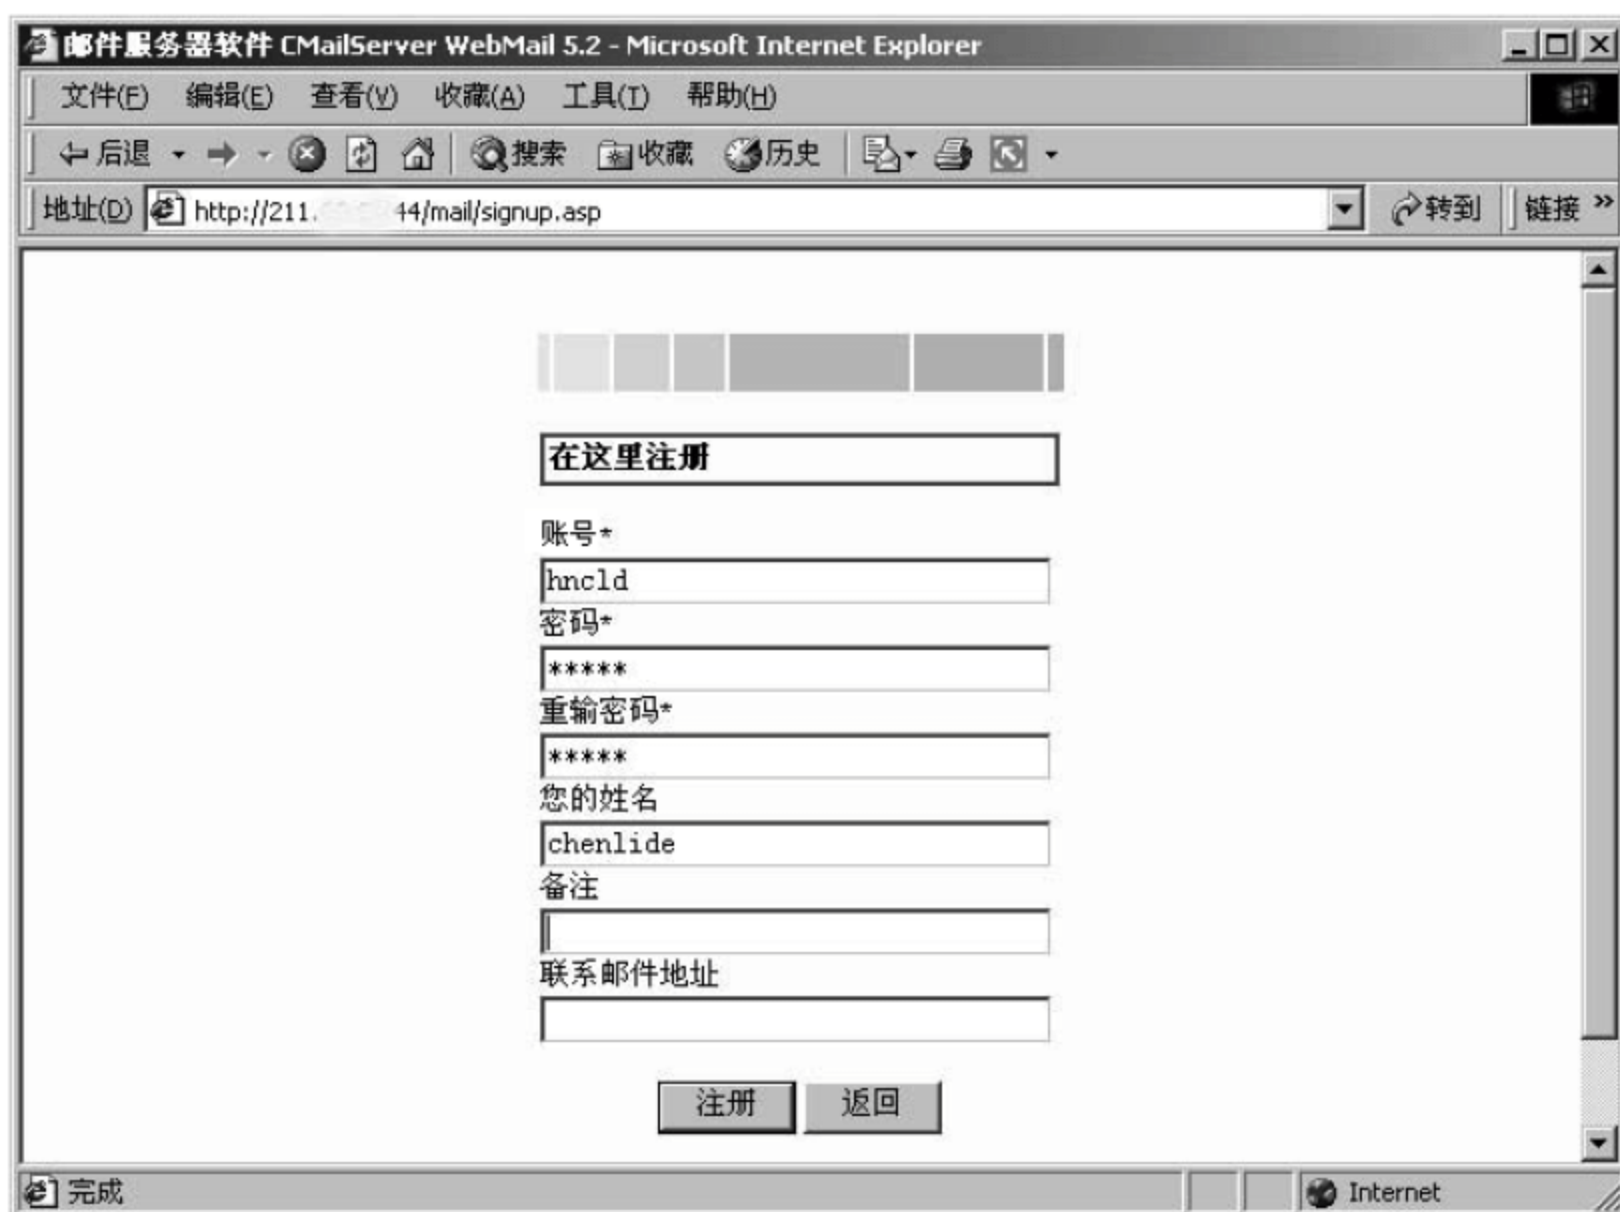 邮件服务器软件 CMailServer WebMail 5.2 - Microsoft Internet Explorer
文件(F) 编辑(E) 查看(V) 收藏(A) 工具(T) 帮助(H)
后退 搜索 收藏 历史
地址(D) http://211. 44/mail/signup.asp 转到 链接 »
在这里注册
账号*
hncld
密码*
*****
重输密码*
*****
您的姓名
chenlide
备注
联系邮件地址
注册 返回
完成 Internet